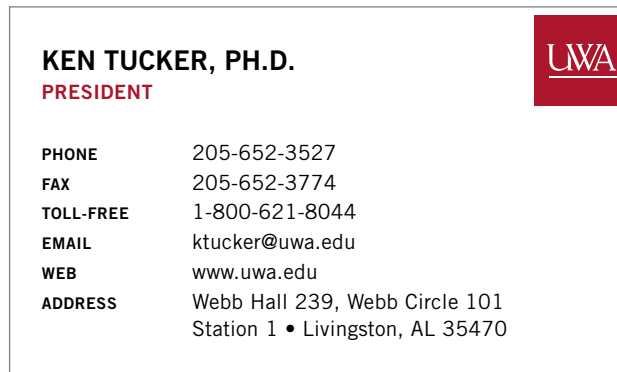 KEN TUCKER, PH.D.
UWA
PRESIDENT
PHONE 205-652-3527
FAX 205-652-3774
TOLL-FREE 1-800-621-8044
EMAIL ktucker@uwa.edu
WEB www.uwa.edu
ADDRESS Webb Hall 239, Webb Circle 101
Station 1 • Livingston, AL 35470